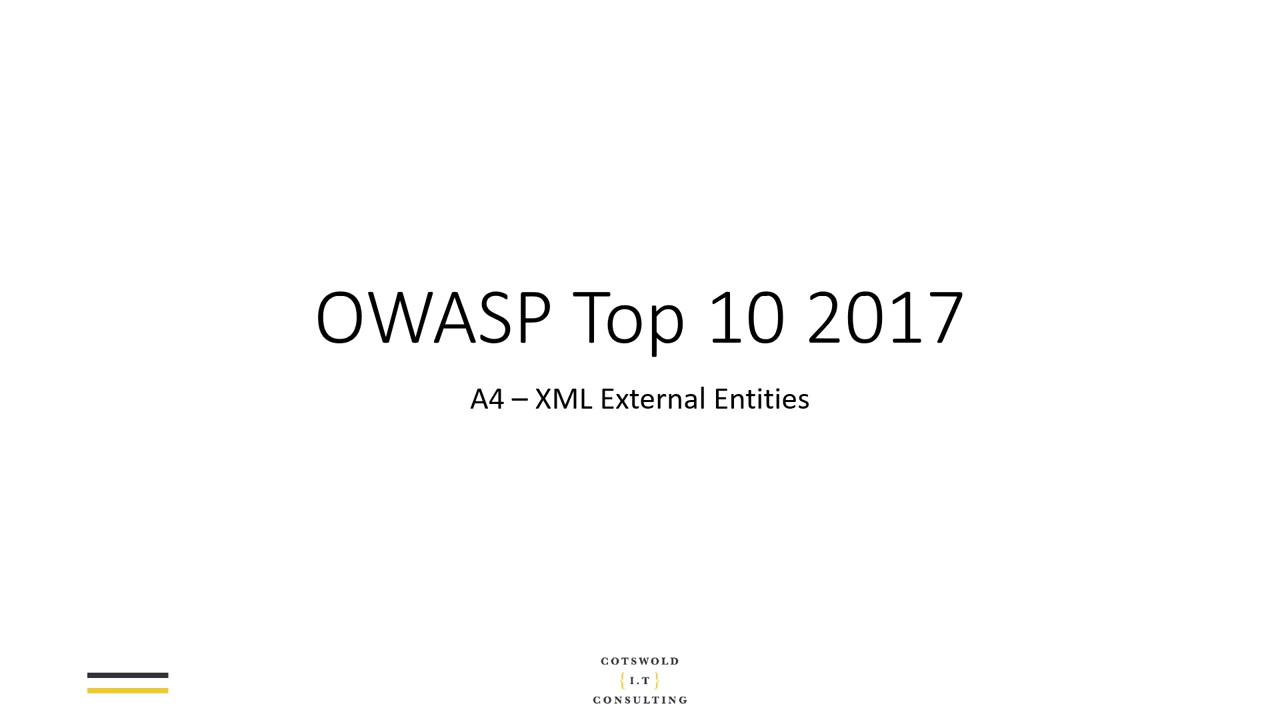 OWASP Top 10 2017
A4 – XML External Entities
COTSWOLD
{ I.T }
CONSULTING